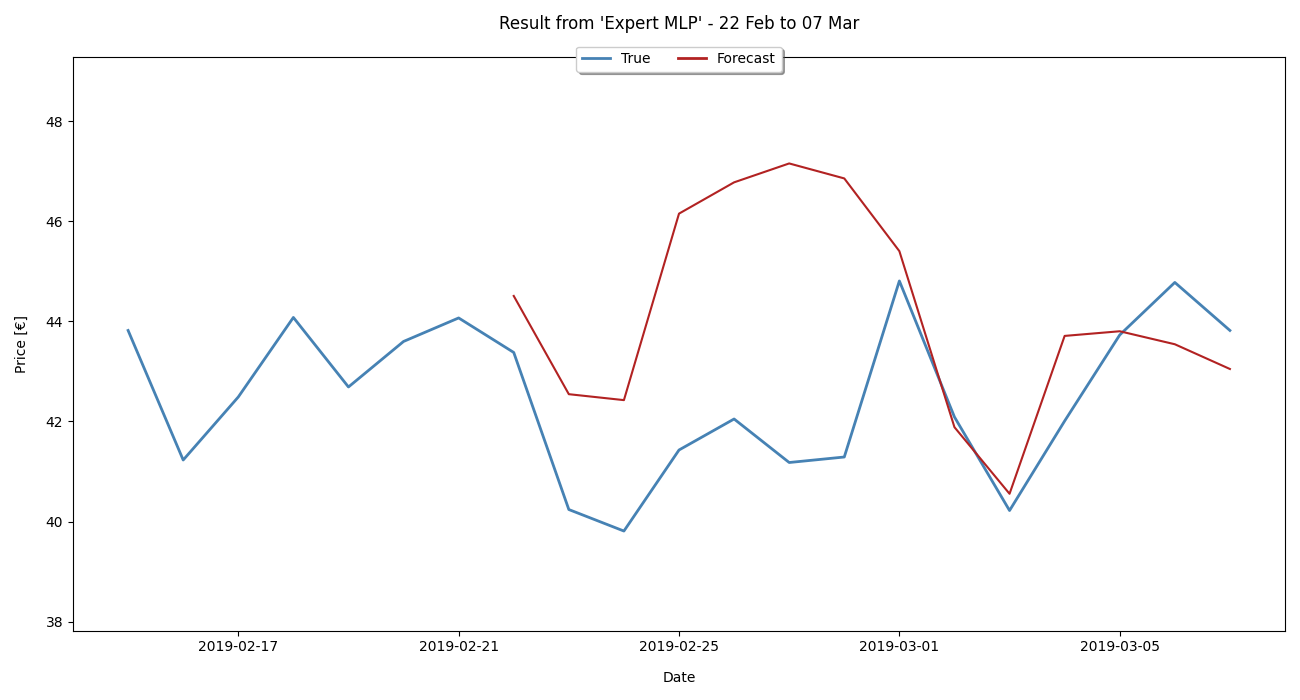 Result from 'Expert MLP' - 22 Feb to 07 Mar
True Forecast
48
46
44
42
40
38
Price [€]
2019-02-17 2019-02-21 2019-02-25 2019-03-01 2019-03-05
Date